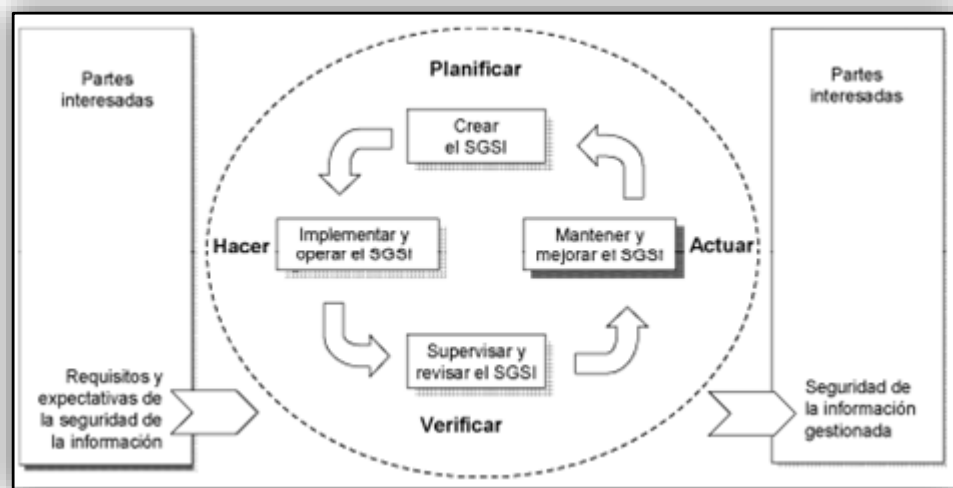 Partes
interesadas
Requisitos y
expectativas de
la seguridad de
la información
Planificar
Crear
el SGSI
Hacer
Implementar y
operar el SGSI
Mantener y
mejorar el SGSI
Actuar
Supervisar y
revisar el SGSI
Verificar
Partes
interesadas
Seguridad de
la información
gestionada